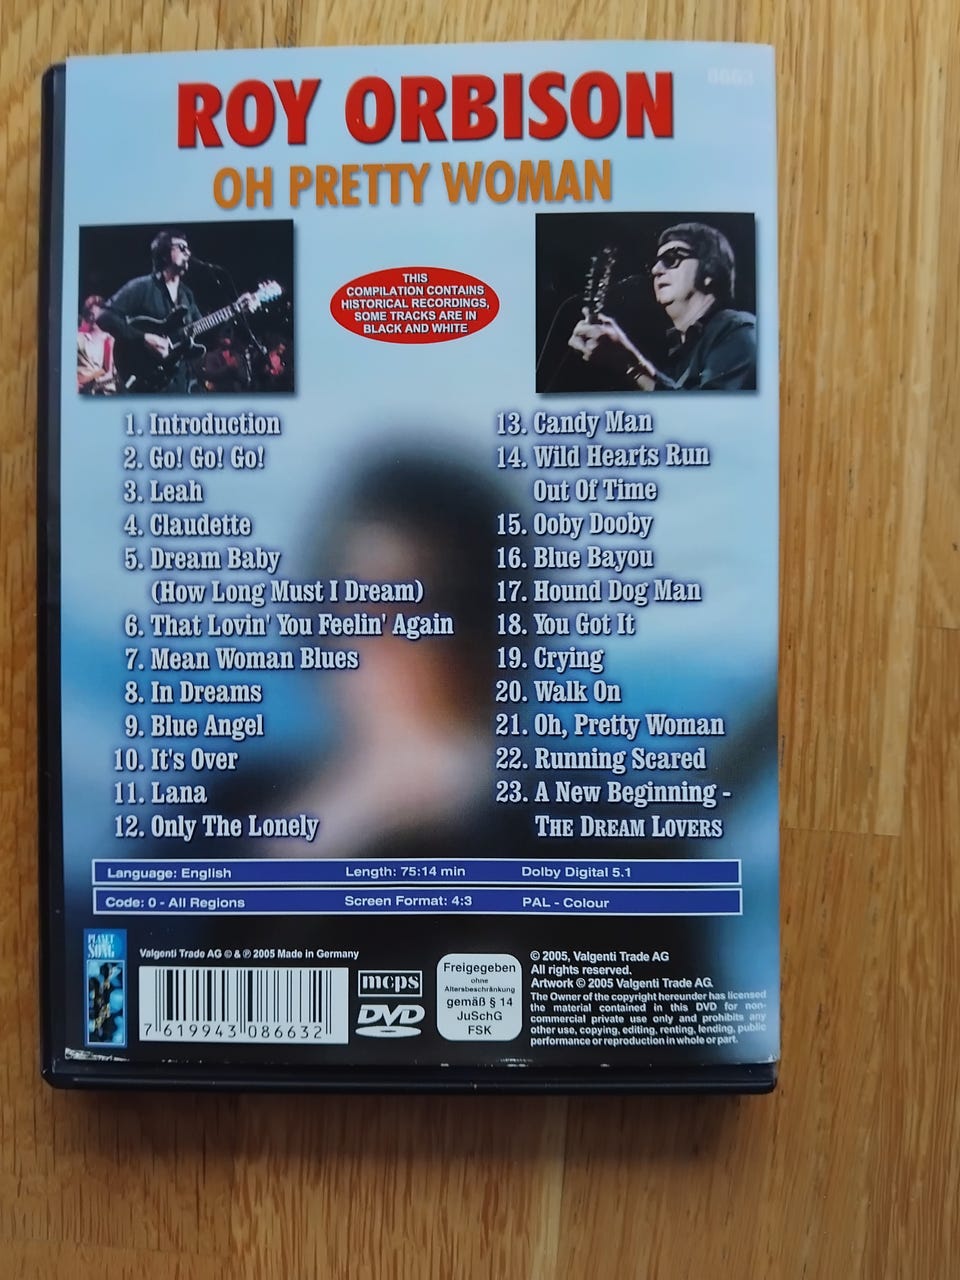 8663
ROY ORBISON
OH PRETTY WOMAN
THIS
COMPILATION CONTAINS
HISTORICAL RECORDINGS,
SOME TRACKS ARE IN
BLACK AND WHITE
1. Introduction
2. Go! Go! Go!
3. Leah
4. Claudette
5. Dream Baby
(How Long Must I Dream)
6. That Lovin' You Feelin' Again
7. Mean Woman Blues
8. In Dreams
9. Blue Angel
10. It's Over
11. Lana
12. Only The Lonely
13. Candy Man
14. Wild Hearts Run
Out Of Time
15. Ooby Dooby
16. Blue Bayou
17. Hound Dog Man
18. You Got It
19. Crying
20. Walk On
21. Oh, Pretty Woman
22. Running Scared
23. A New Beginning -
THE DREAM LOVERS
Language: English Length: 75:14 min Dolby Digital 5.1
Code: 0 - All Regions Screen Format: 4:3 PAL - Colour
PLANET
SONG
Valgenti Trade AG © & ℗ 2005 Made in Germany
7 619943 086632
mcps
DVD
Freigegeben
ohne
Altersbeschränkung
gemäß § 14
JuSchG
FSK
© 2005, Valgenti Trade AG
All rights reserved.
Artwork © 2005 Valgenti Trade AG.
The Owner of the copyright hereunder has licensed
the material contained in this DVD for non-
commercial private use only and prohibits any
other use, copying, editing, renting, lending, public
performance or reproduction in whole or part.